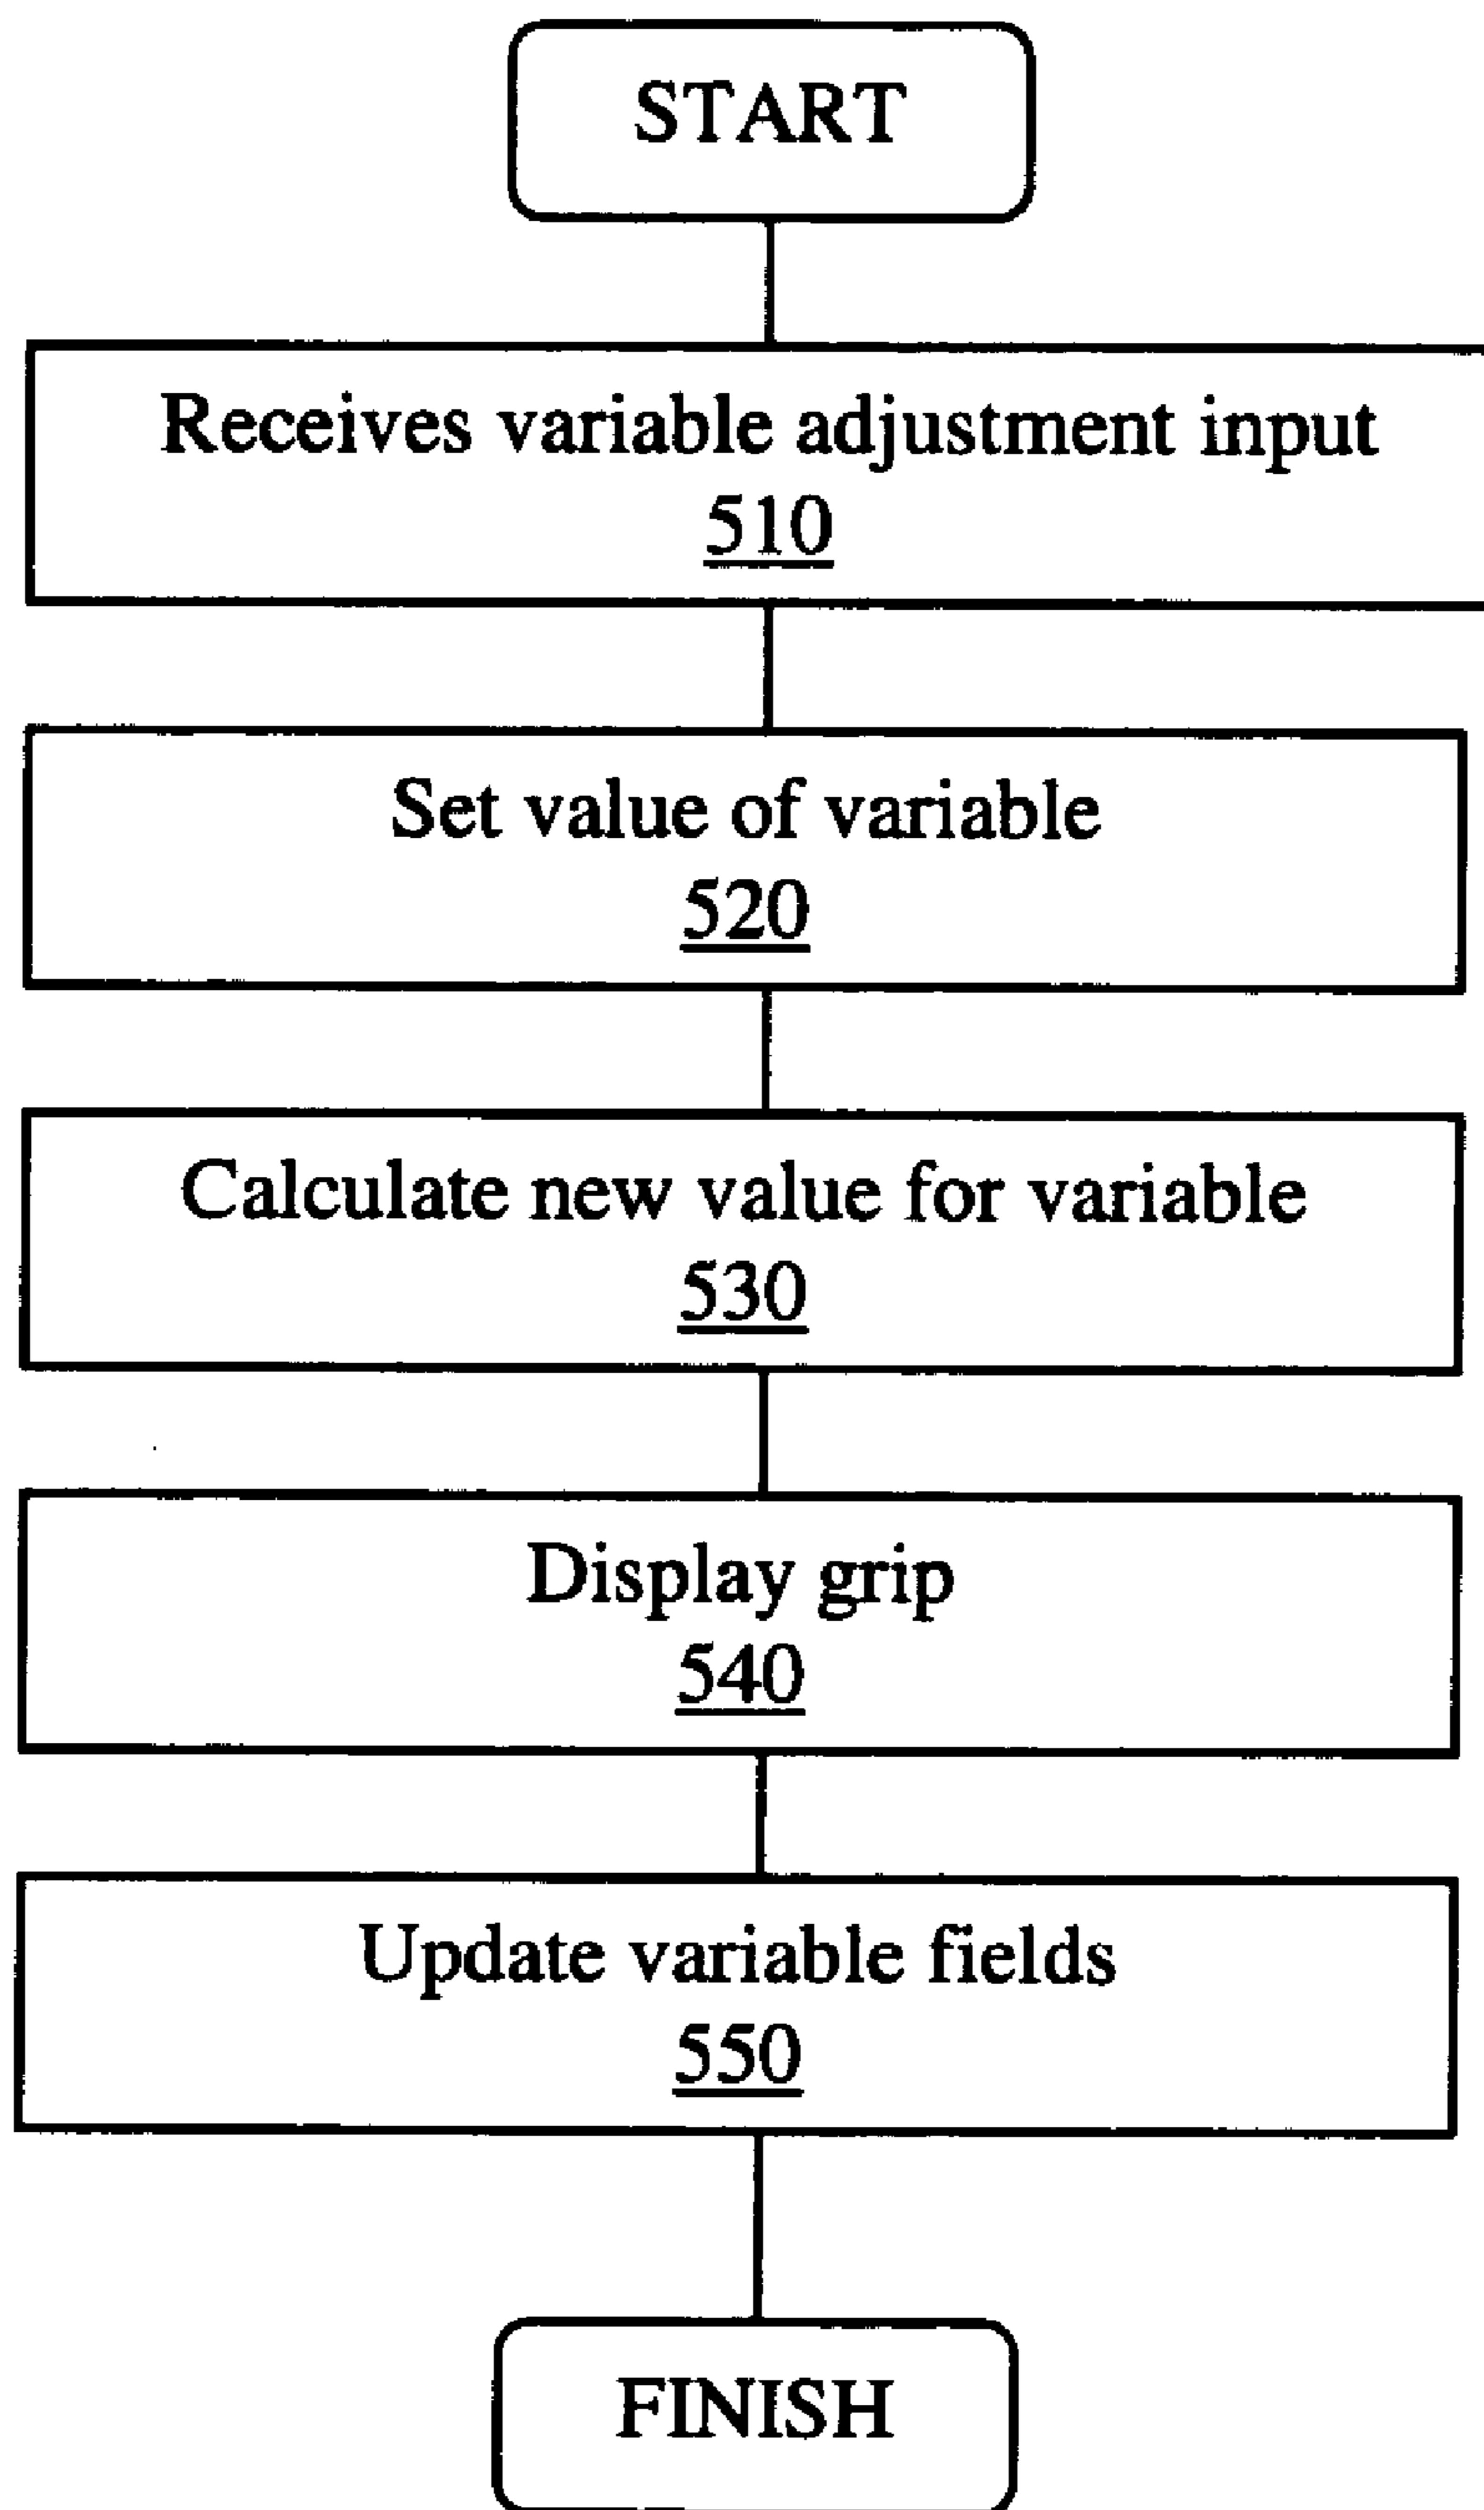 START
Receives variable adjustment input
510
Set value of variable
520
Calculate new value for variable
530
Display grip
540
Update variable fields
550
FINISH